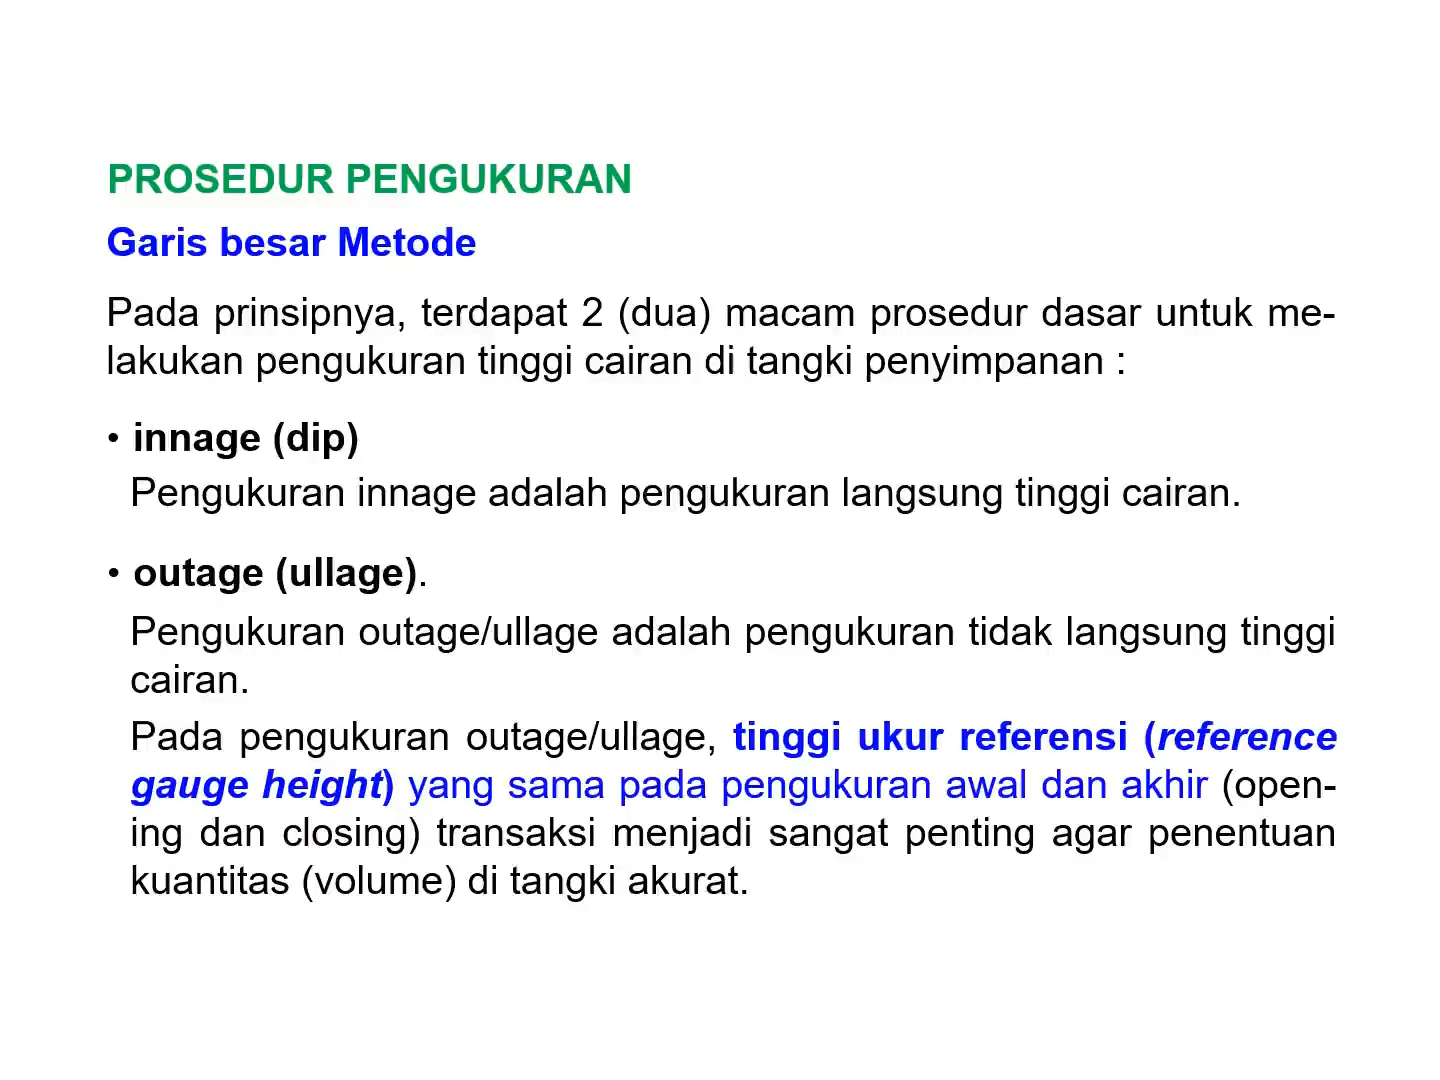 PROSEDUR PENGUKURAN
Garis besar Metode
Pada prinsipnya, terdapat 2 (dua) macam prosedur dasar untuk me-
lakukan pengukuran tinggi cairan di tangki penyimpanan :
• innage (dip)
Pengukuran innage adalah pengukuran langsung tinggi cairan.
• outage (ullage).
Pengukuran outage/ullage adalah pengukuran tidak langsung tinggi
cairan.
Pada pengukuran outage/ullage, tinggi ukur referensi (reference
gauge height) yang sama pada pengukuran awal dan akhir (open-
ing dan closing) transaksi menjadi sangat penting agar penentuan
kuantitas (volume) di tangki akurat.